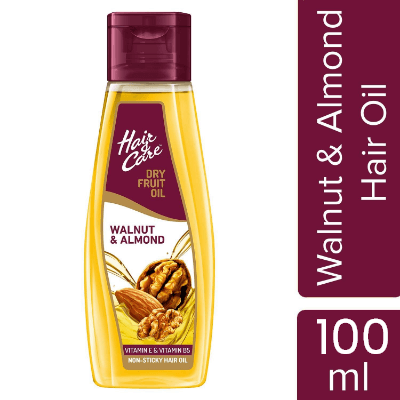 Hair
& Care
DRY
FRUIT
OIL
WALNUT
& ALMOND
VITAMIN E & VITAMIN B5
NON-STICKY HAIR OIL
Walnut & Almond
Hair Oil
100
ml